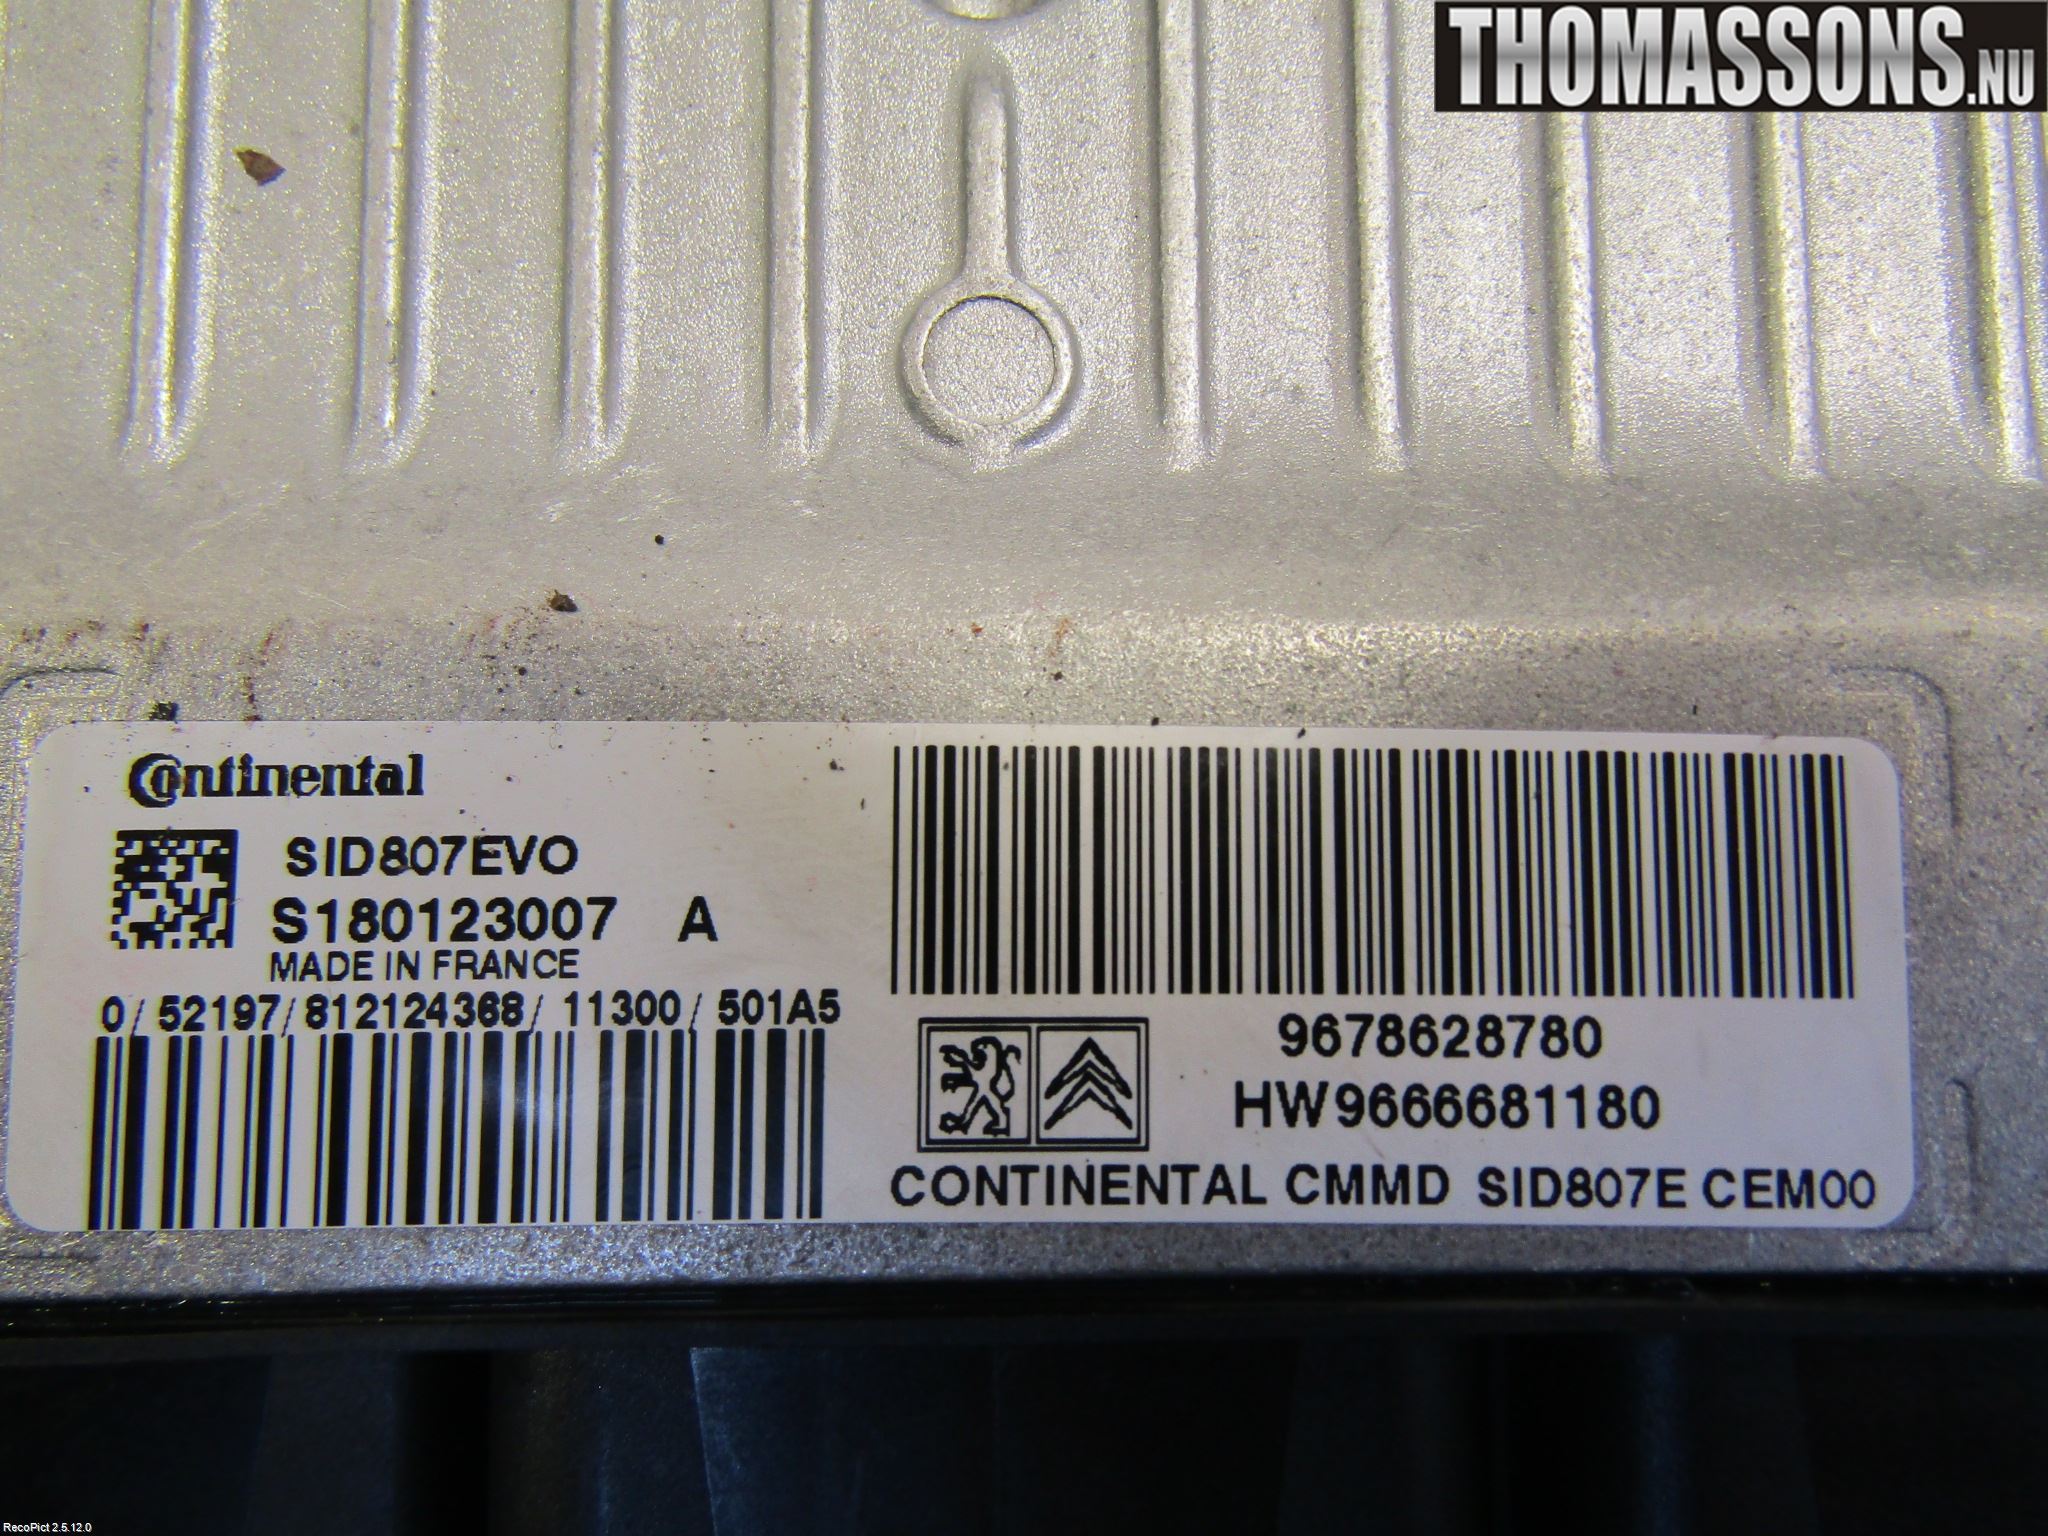 THOMASSONS.NU
Continental
SID807EVO
S180123007 A
MADE IN FRANCE
0/52197/812124368/11300/501A5
9678628780
HW9666681180
CONTINENTAL CMMD SID807E CEM00
RecoPict 2.5.12.0